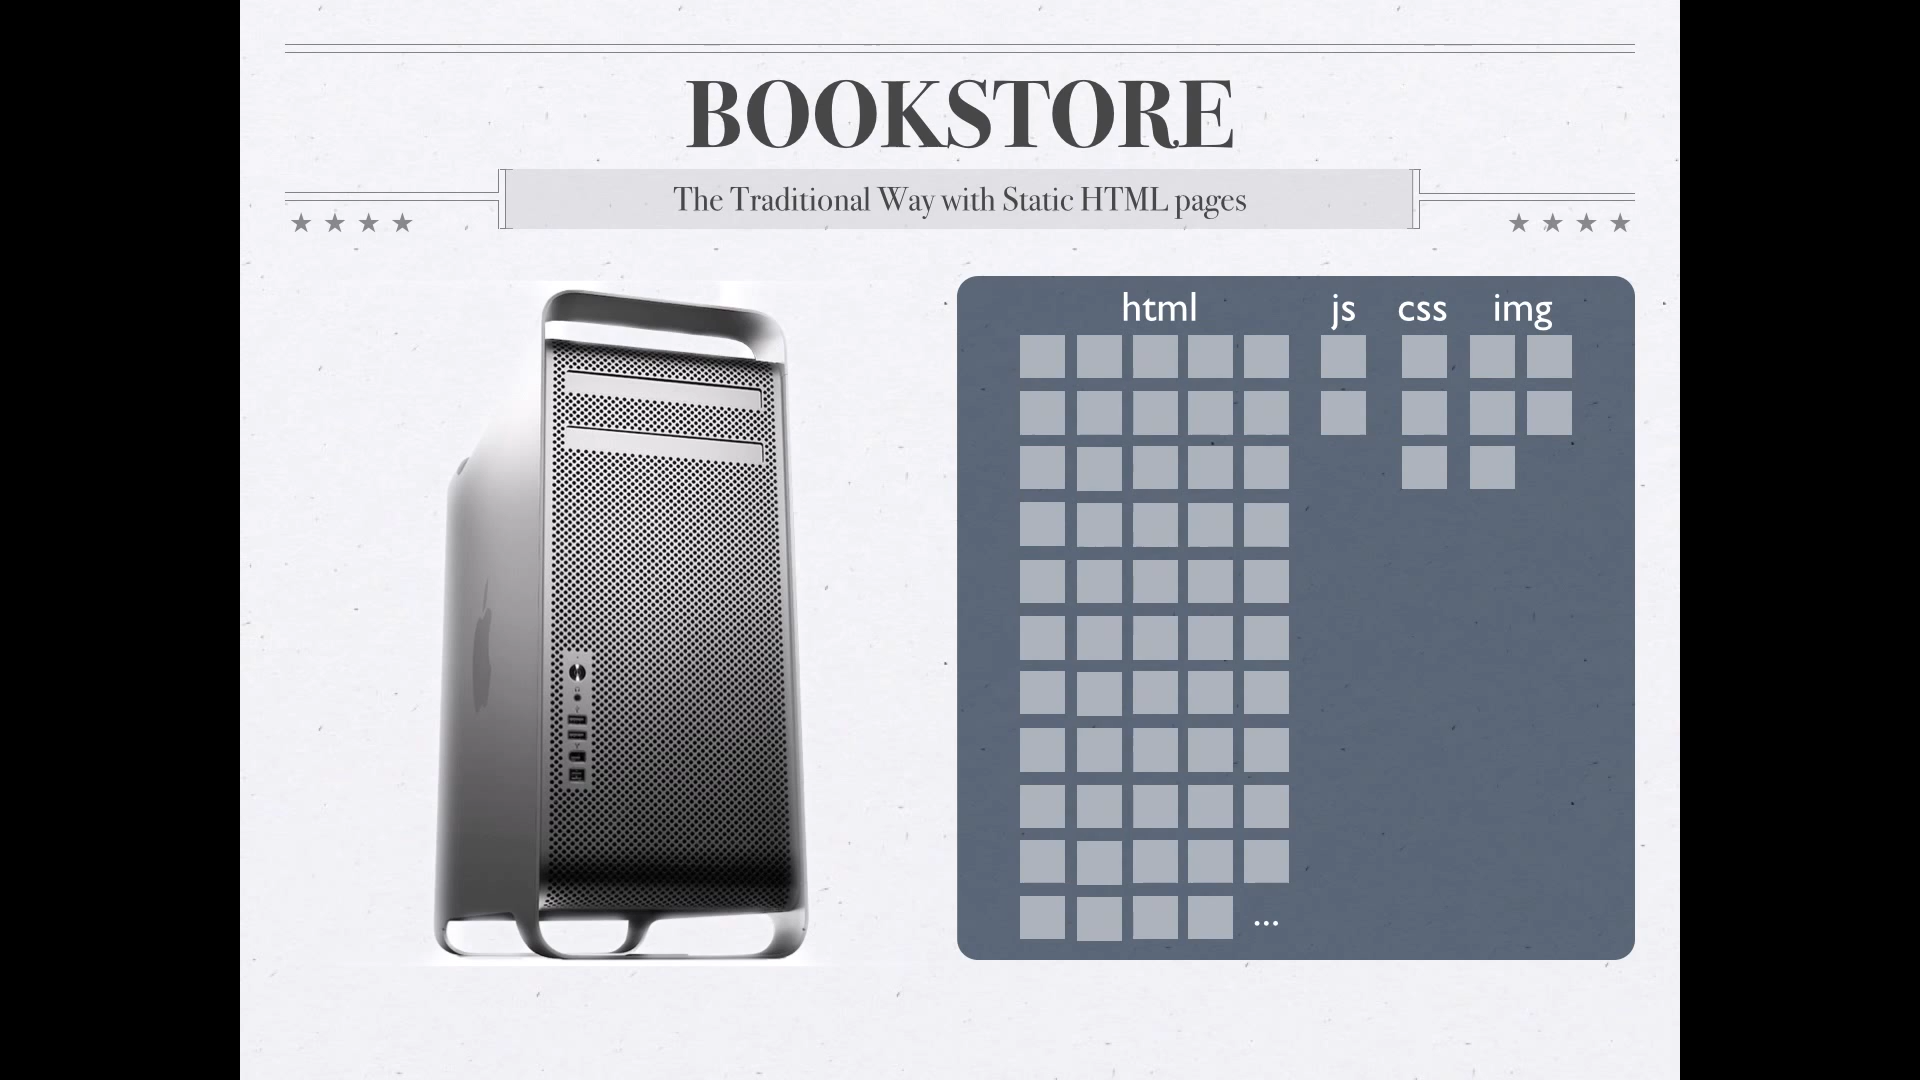 BOOKSTORE
The Traditional Way with Static HTML pages
html js css img
...